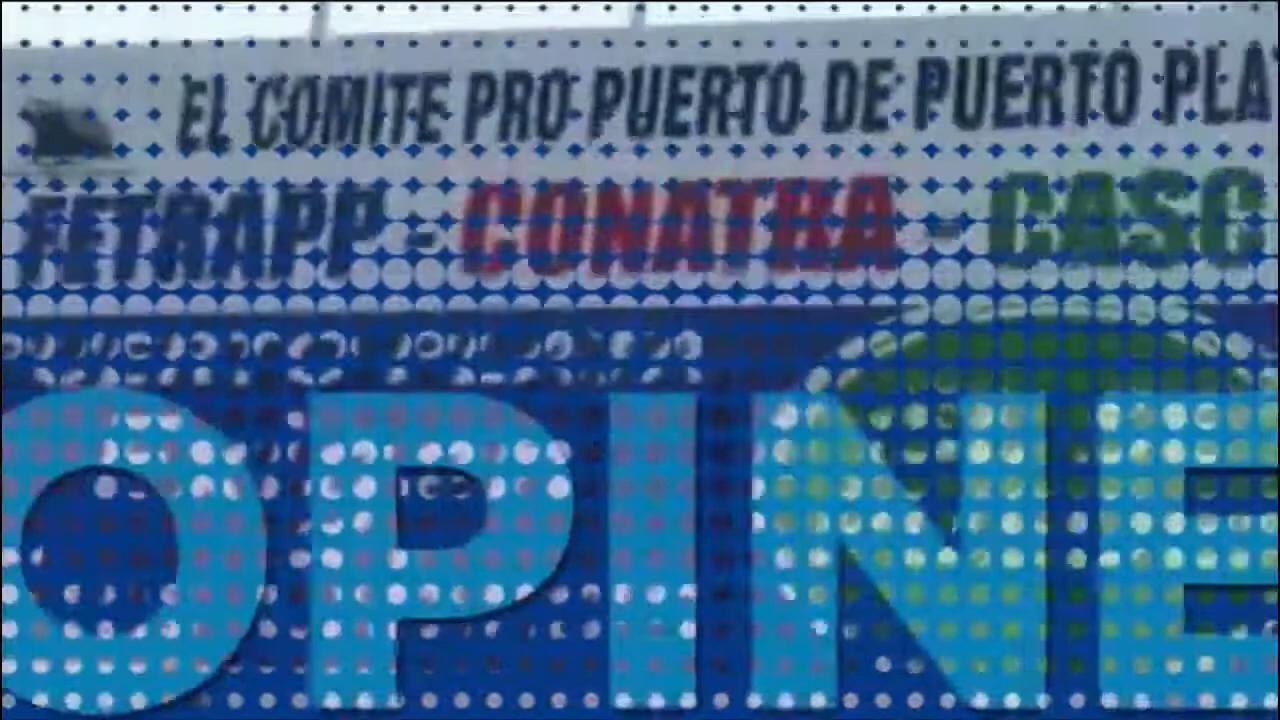 EL COMITE PRO PUERTO DE PUERTO PLA
FETRAPP - CONATRA - CASC
OPINE